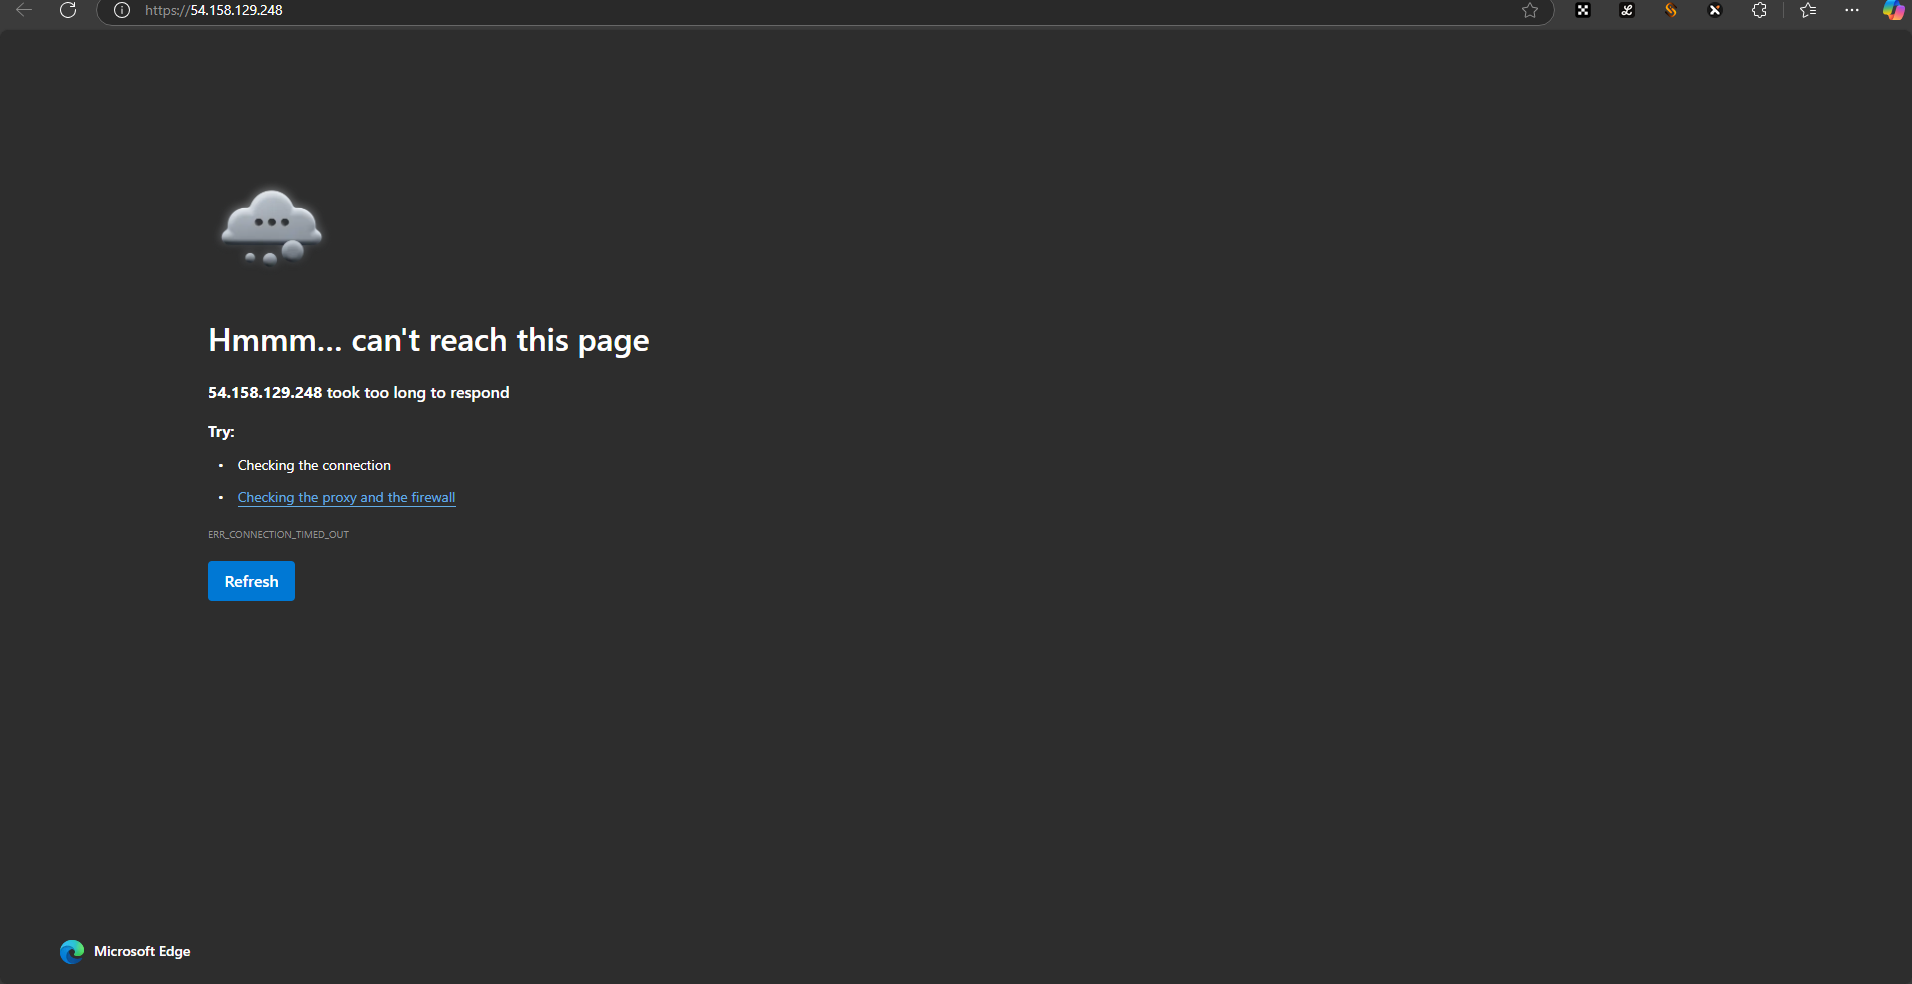 https://54.158.129.248
Hmmm... can't reach this page
54.158.129.248 took too long to respond
Try:
• Checking the connection
• Checking the proxy and the firewall
ERR_CONNECTION_TIMED_OUT
Refresh
Microsoft Edge